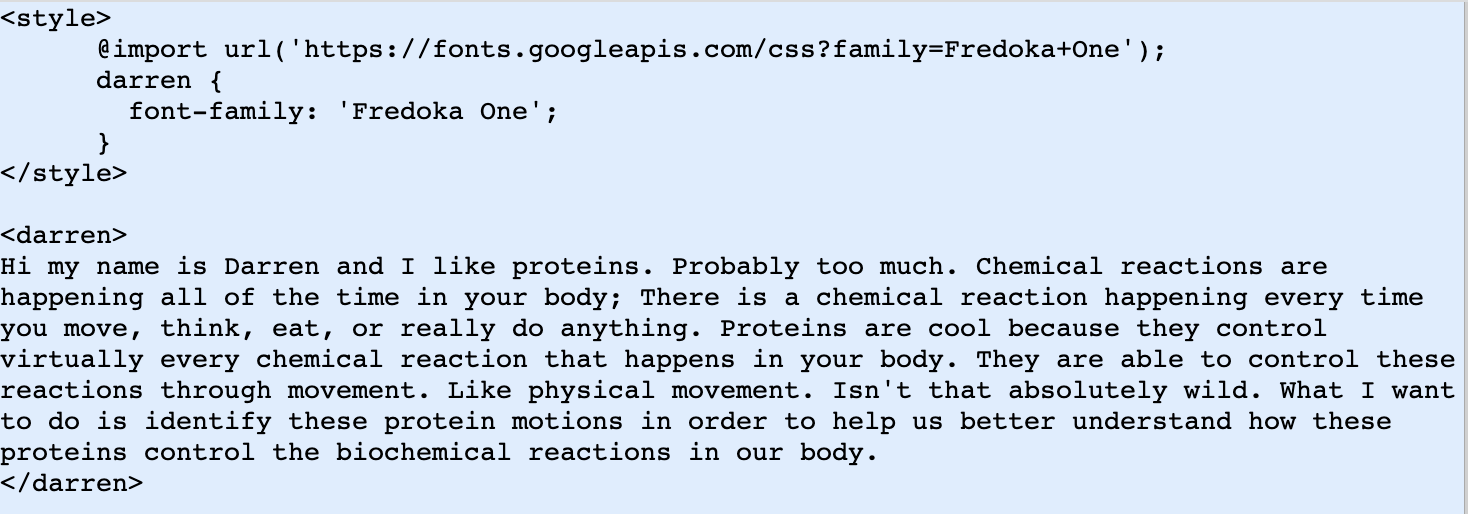 <style>
@import url('https://fonts.googleapis.com/css?family=Fredoka+One');
darren {
font-family: 'Fredoka One';
}
</style>
<darren>
Hi my name is Darren and I like proteins. Probably too much. Chemical reactions are
happening all of the time in your body; There is a chemical reaction happening every time
you move, think, eat, or really do anything. Proteins are cool because they control
virtually every chemical reaction that happens in your body. They are able to control these
reactions through movement. Like physical movement. Isn't that absolutely wild. What I want
to do is identify these protein motions in order to help us better understand how these
proteins control the biochemical reactions in our body.
</darren>